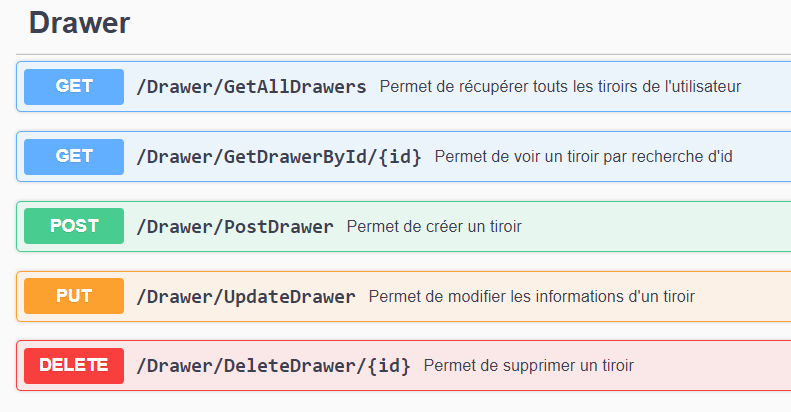 Drawer
GET /Drawer/GetAllDrawers Permet de récupérer touts les tiroirs de l'utilisateur
GET /Drawer/GetDrawerById/{id} Permet de voir un tiroir par recherche d'id
POST /Drawer/PostDrawer Permet de créer un tiroir
PUT /Drawer/UpdateDrawer Permet de modifier les informations d'un tiroir
DELETE /Drawer/DeleteDrawer/{id} Permet de supprimer un tiroir